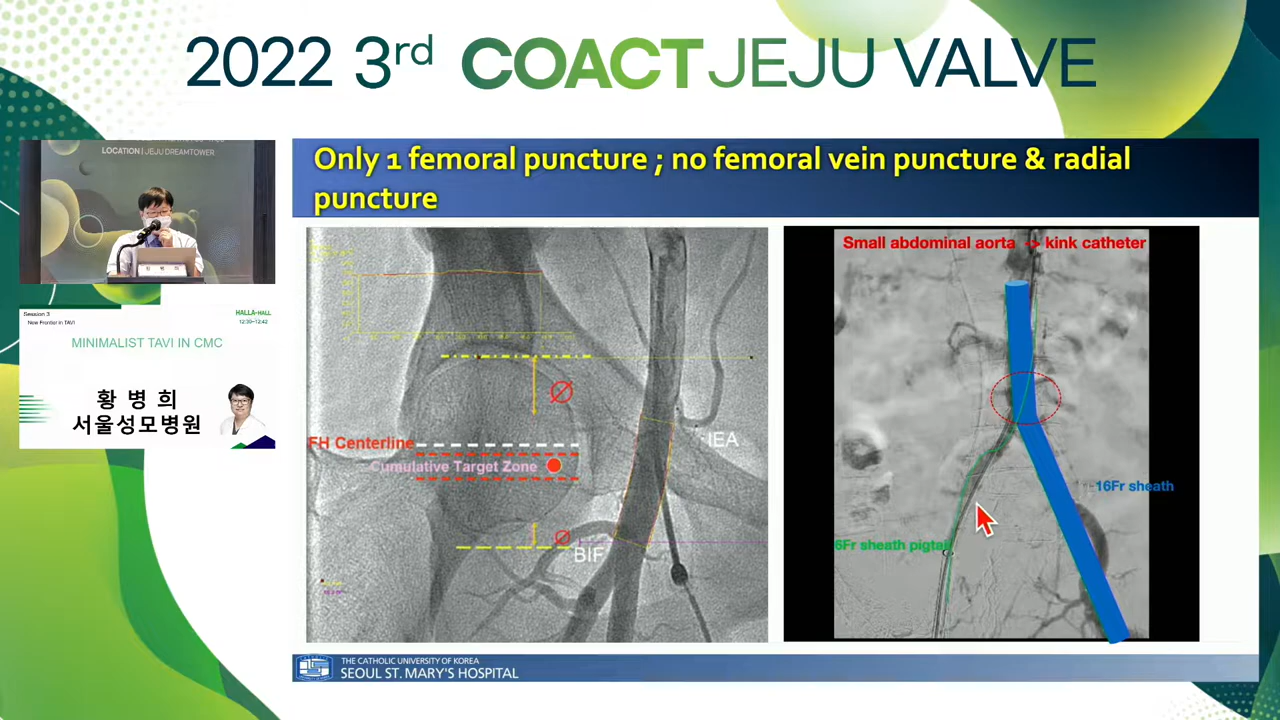 2022 3rd COACT JEJU VALVE
LOCATION | JEJU DREAMTOWER
Session 3
New Frontier in TAVI
HALLA-HALL
12:30~12:42
MINIMALIST TAVI IN CMC
황 병 희
서울성모병원
Only 1 femoral puncture ; no femoral vein puncture & radial
puncture
FH Centerline
Cumulative Target Zone
IEA
BIF
Small abdominal aorta -> kink catheter
16Fr sheath
6Fr sheath pigtail
THE CATHOLIC UNIVERSITY OF KOREA
SEOUL ST. MARY'S HOSPITAL